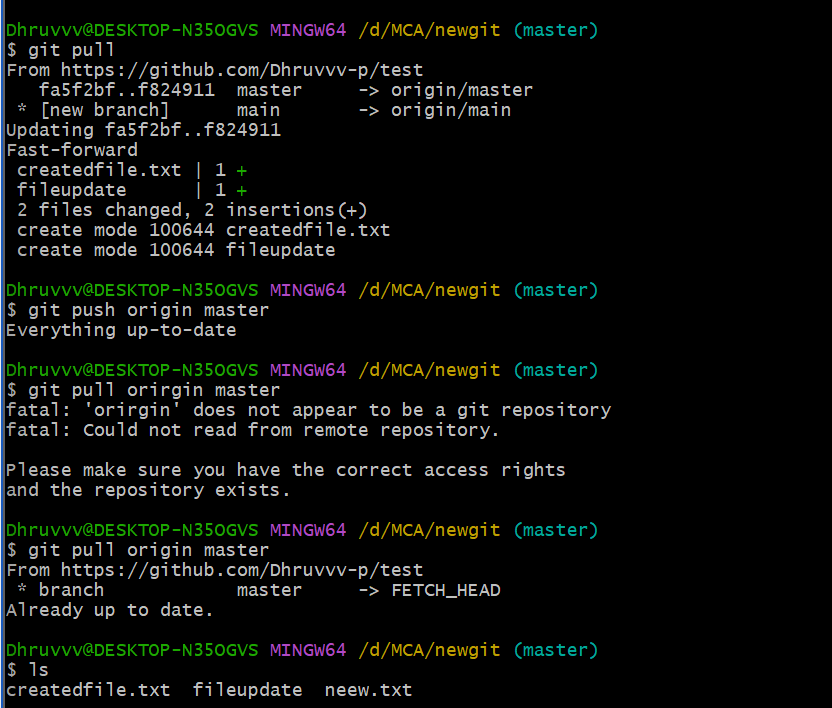 Dhruvvv@DESKTOP-N35OGVS MINGW64 /d/MCA/newgit (master)
$ git pull
From https://github.com/Dhruvvv-p/test
   fa5f2bf..f824911  master     -> origin/master
 * [new branch]      main       -> origin/main
Updating fa5f2bf..f824911
Fast-forward
 createdfile.txt | 1 +
 fileupdate      | 1 +
 2 files changed, 2 insertions(+)
 create mode 100644 createdfile.txt
 create mode 100644 fileupdate

Dhruvvv@DESKTOP-N35OGVS MINGW64 /d/MCA/newgit (master)
$ git push origin master
Everything up-to-date

Dhruvvv@DESKTOP-N35OGVS MINGW64 /d/MCA/newgit (master)
$ git pull orirgin master
fatal: 'orirgin' does not appear to be a git repository
fatal: Could not read from remote repository.

Please make sure you have the correct access rights
and the repository exists.

Dhruvvv@DESKTOP-N35OGVS MINGW64 /d/MCA/newgit (master)
$ git pull origin master
From https://github.com/Dhruvvv-p/test
 * branch            master     -> FETCH_HEAD
Already up to date.

Dhruvvv@DESKTOP-N35OGVS MINGW64 /d/MCA/newgit (master)
$ ls
createdfile.txt  fileupdate  neew.txt